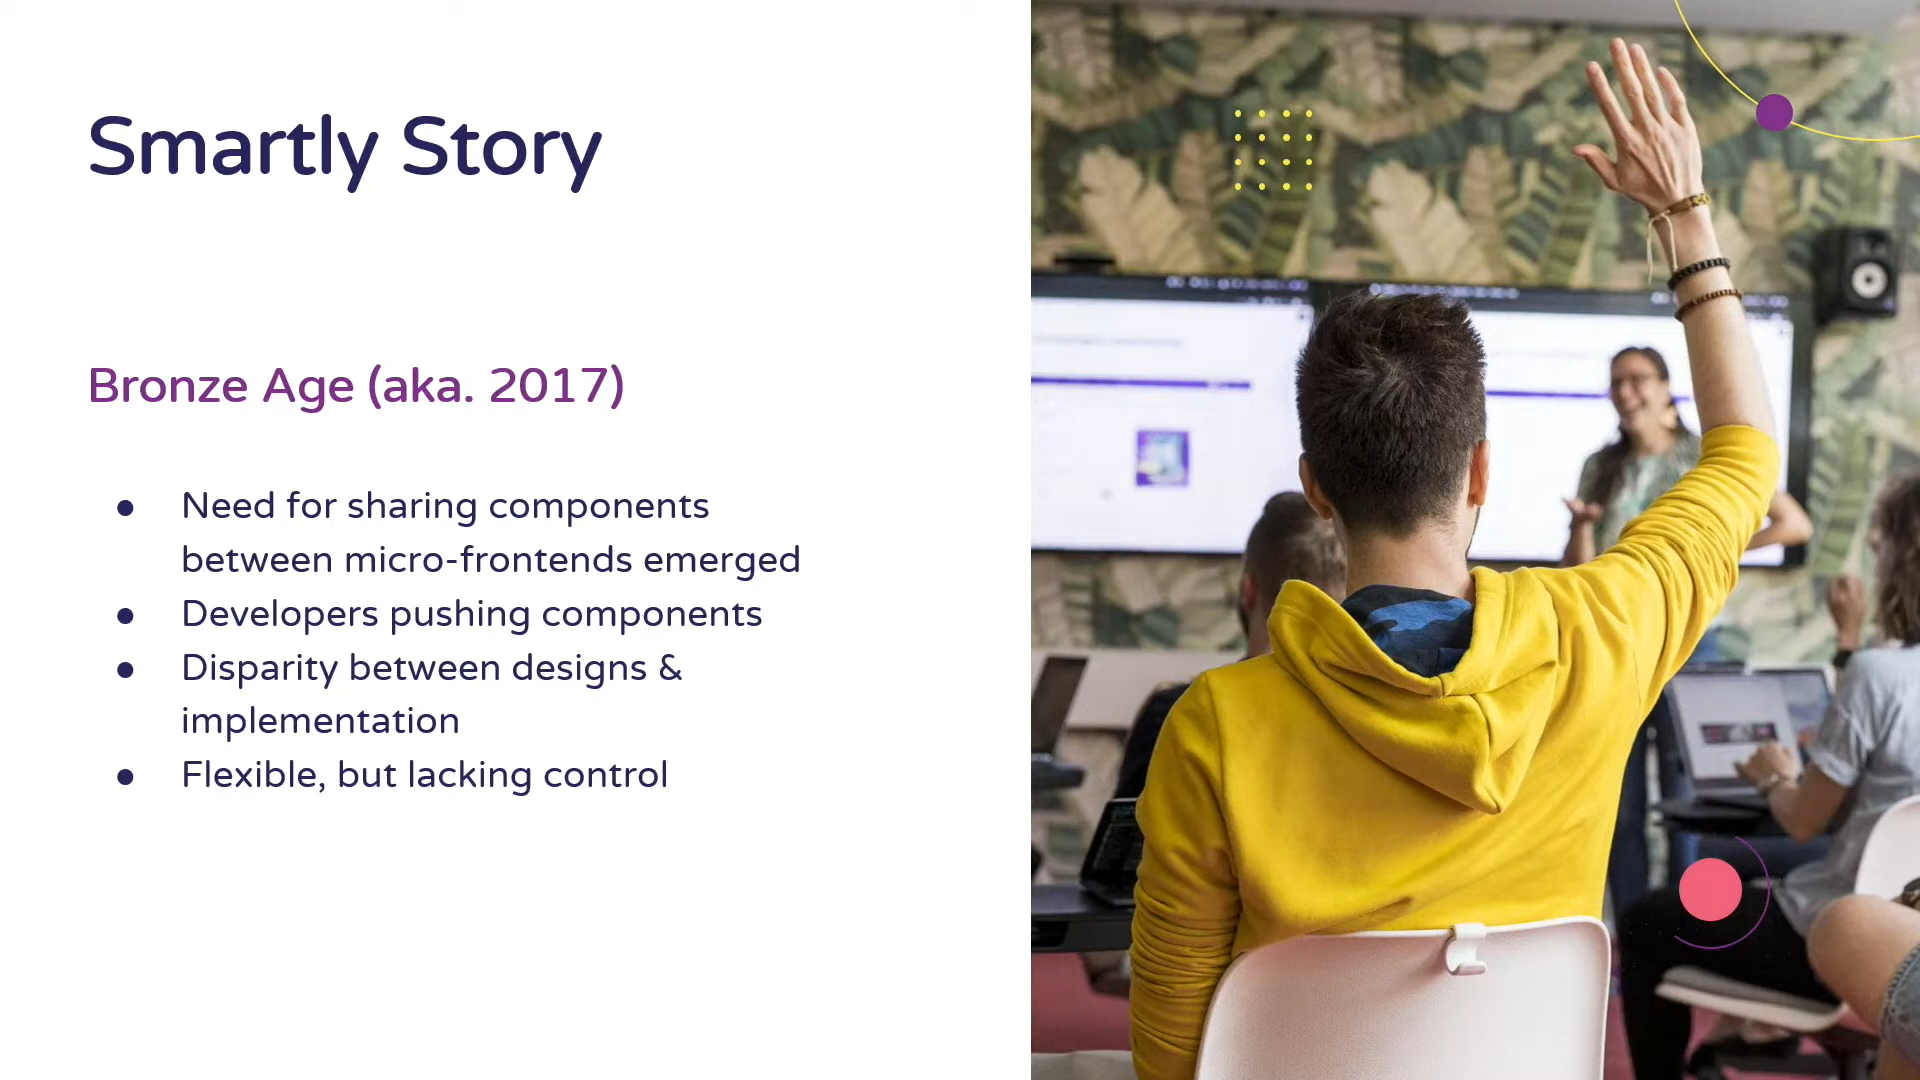 Smartly Story
Bronze Age (aka. 2017)
● Need for sharing components
between micro-frontends emerged
● Developers pushing components
● Disparity between designs &
implementation
● Flexible, but lacking control